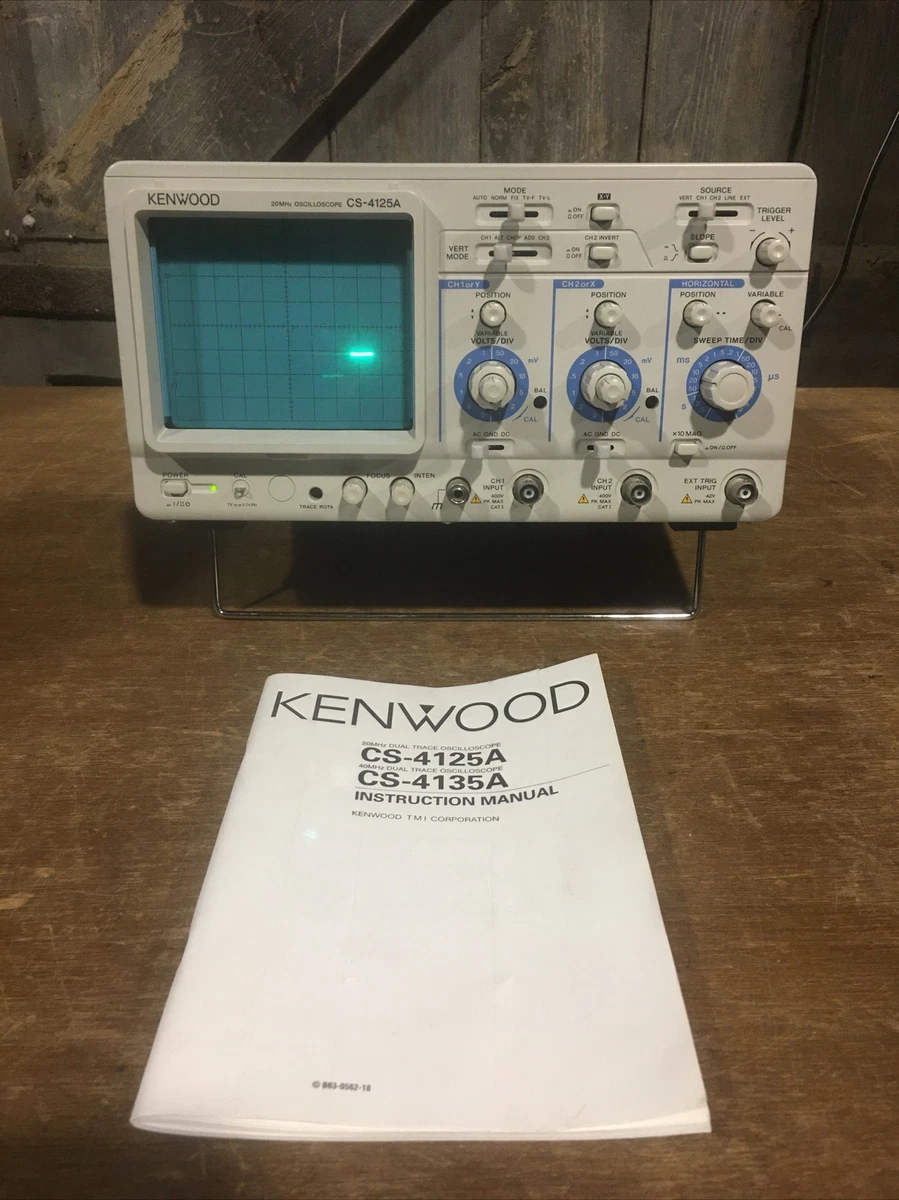 KENWOOD
20MHz OSCILLOSCOPE CS-4125A
MODE
AUTO NORM FIX TV-F TV-L
X-Y
ON
OFF
SOURCE
VERT CH1 CH2 LINE EXT
TRIGGER
LEVEL
- +
VERT
MODE
CH1 ALT CHOP ADD CH2
CH2 INVERT
ON
OFF
SLOPE
CH1 or Y
CH2 or X
HORIZONTAL
POSITION
POSITION
POSITION
VARIABLE
CAL
VARIABLE
VOLTS/DIV
VARIABLE
VOLTS/DIV
SWEEP TIME/DIV
mV
mV
ms
µs
S
BAL
CAL
BAL
CAL
AC GND DC
AC GND DC
×10 MAG
ON/OFF
POWER
CAL
TRACE ROTA
FOCUS
INTEN
CH1
INPUT
400V
PK MAX
CAT I
CH2
INPUT
400V
PK MAX
CAT I
EXT TRIG
INPUT
42V
PK MAX
KENWOOD
20MHz DUAL TRACE OSCILLOSCOPE
CS-4125A
40MHz DUAL TRACE OSCILLOSCOPE
CS-4135A
INSTRUCTION MANUAL
KENWOOD TMI CORPORATION
© B63-0562-18